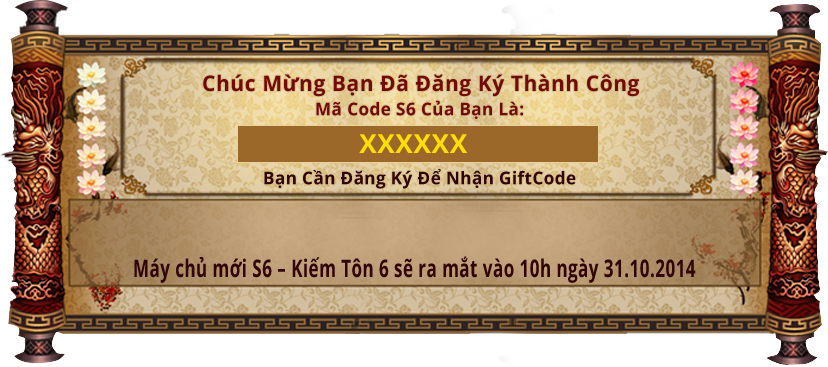 Chúc Mừng Bạn Đã Đăng Ký Thành Công
Mã Code S6 Của Bạn Là:
XXXXXX
Bạn Cần Đăng Ký Để Nhận GiftCode
Máy chủ mới S6 – Kiếm Tôn 6 sẽ ra mắt vào 10h ngày 31.10.2014